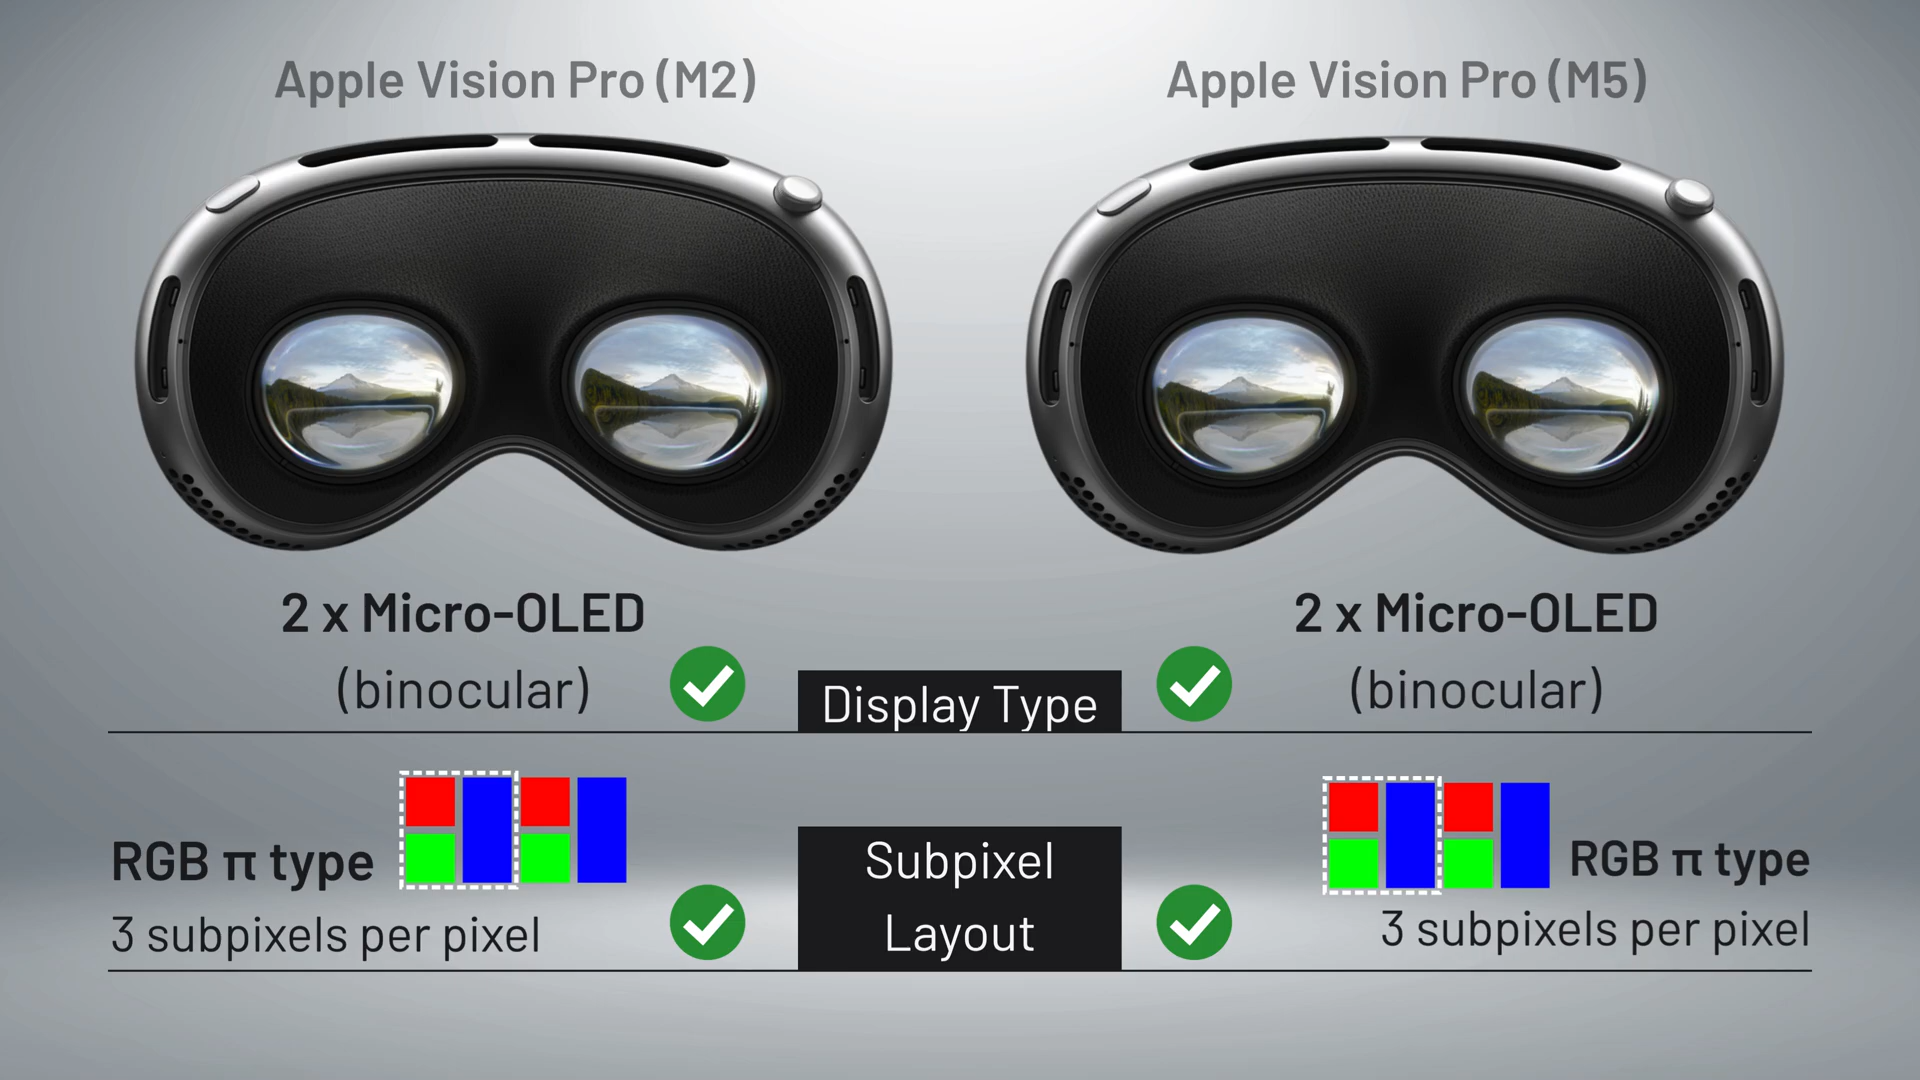 Apple Vision Pro (M2)
Apple Vision Pro (M5)
2 x Micro-OLED
(binocular)
Display Type
2 x Micro-OLED
(binocular)
RGB π type
3 subpixels per pixel
Subpixel
Layout
RGB π type
3 subpixels per pixel